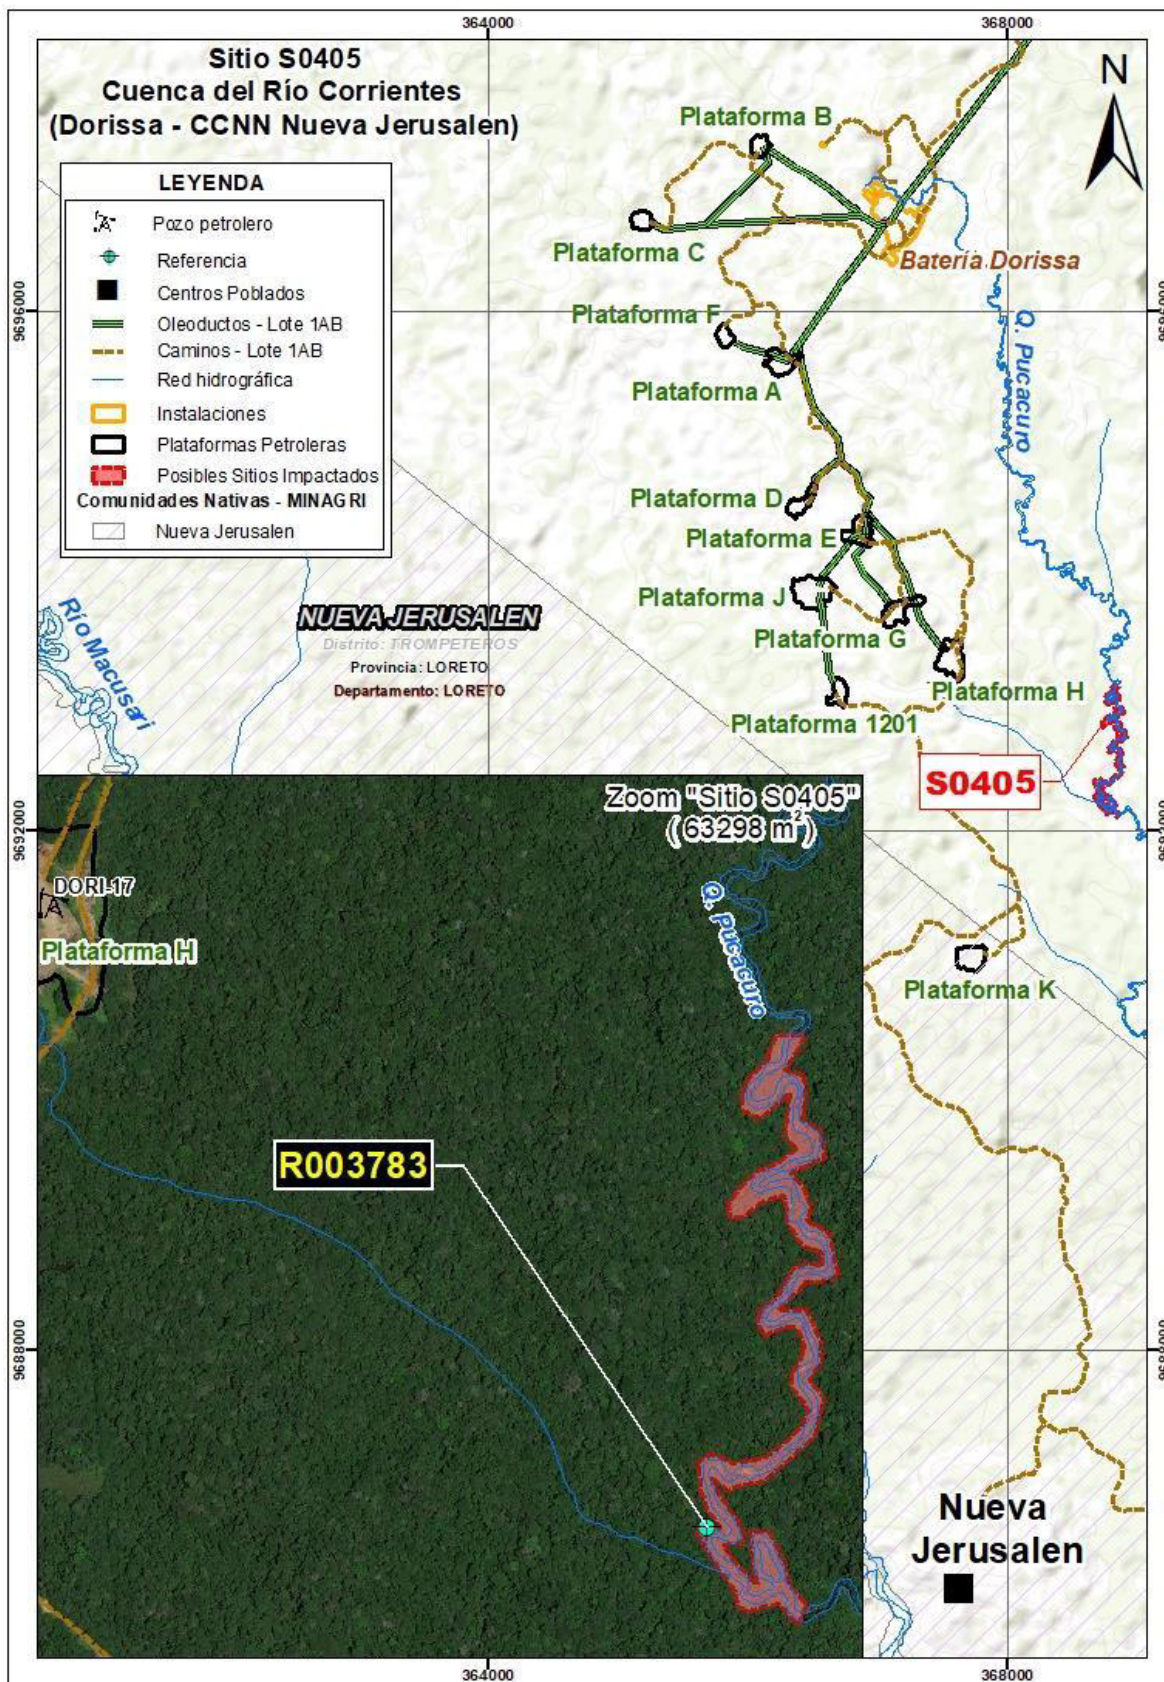 364000
368000
Sitio S0405
Cuenca del Río Corrientes
(Dorissa - CCNN Nueva Jerusalen)
N
LEYENDA
Pozo petrolero
Referencia
Centros Poblados
Oleoductos - Lote 1AB
Caminos - Lote 1AB
Red hidrográfica
Instalaciones
Plataformas Petroleras
Posibles Sitios Impactados
Comunidades Nativas - MINAGRI
Nueva Jerusalen
Plataforma B
Plataforma C
Batería Dorissa
Plataforma F
Plataforma A
Q. Pucacuro
9696000
9696000
Plataforma D
Plataforma E
Plataforma J
Plataforma G
Plataforma H
Plataforma 1201
Río Macusari
NUEVA JERUSALEN
Distrito: TROMPETEROS
Provincia: LORETO
Departamento: LORETO
S0405
Zoom "Sitio S0405"
(63298 m²)
9692000
9692000
DORI-17
Plataforma H
Q. Pucacuro
Plataforma K
R003783
9688000
9688000
Nueva
Jerusalen
364000
368000